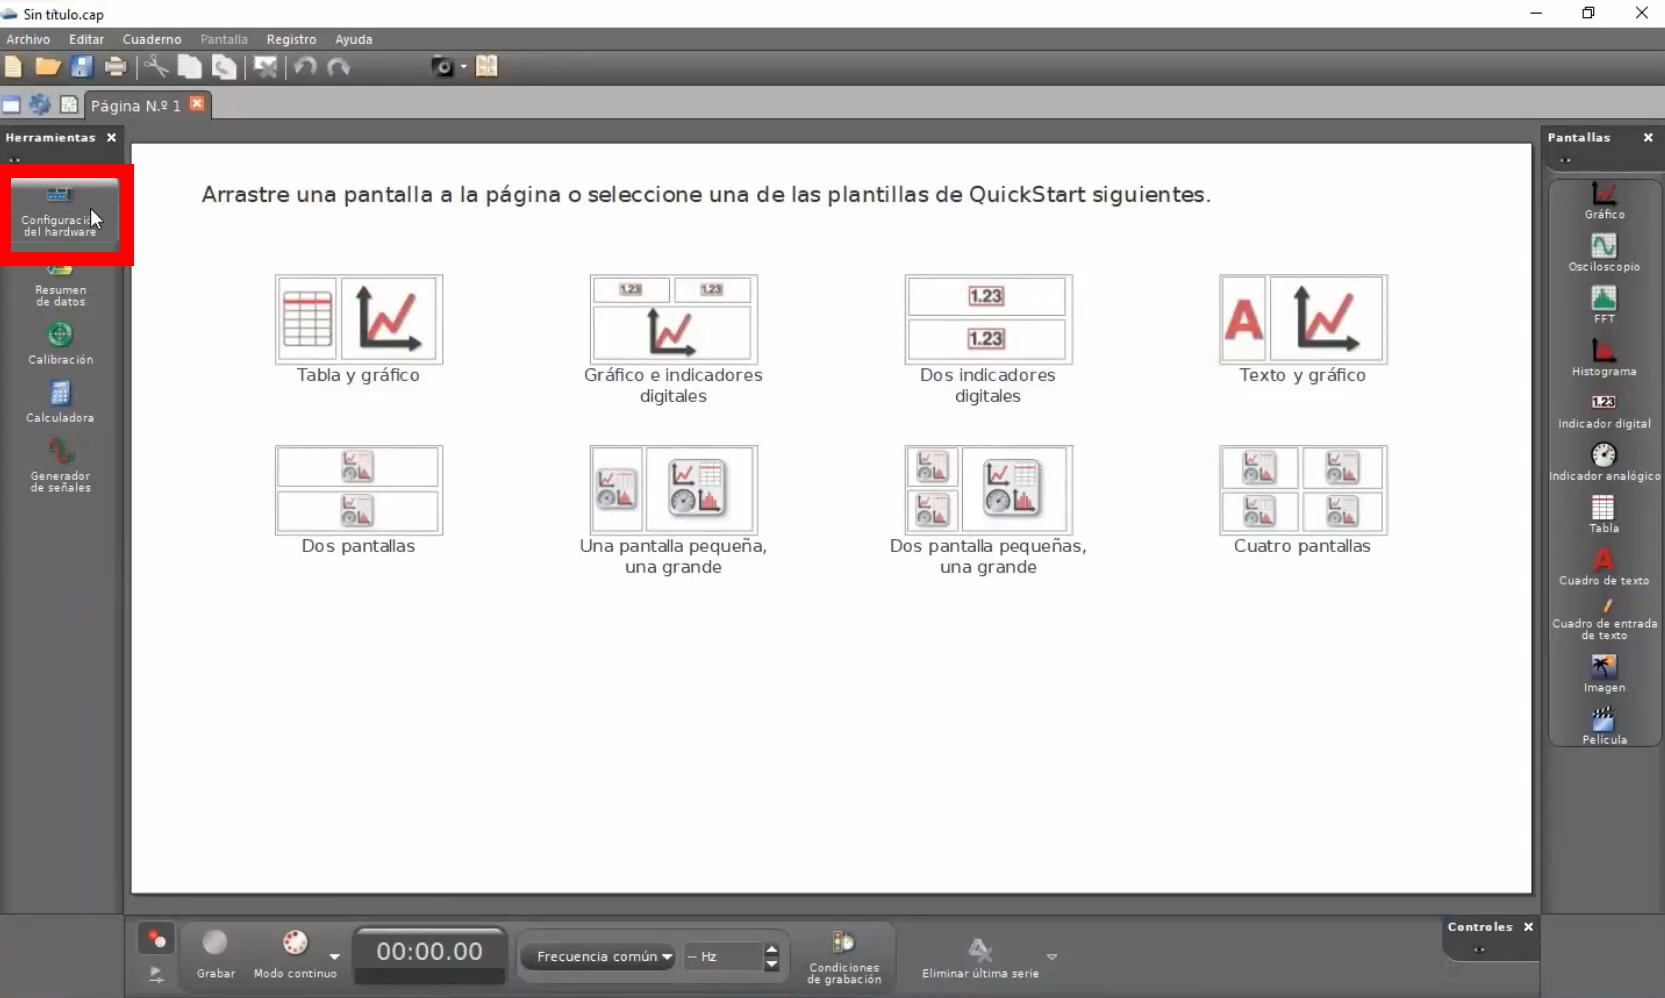 Sin título.cap
Archivo Editar Cuaderno Pantalla Registro Ayuda
Página N.º 1
Herramientas
Configuració
del hardware
Resumen
de datos
Calibración
Calculadora
Generador
de señales
Arrastre una pantalla a la página o seleccione una de las plantillas de QuickStart siguientes.
1.23 1.23
1.23
1.23
A
Tabla y gráfico
Gráfico e indicadores
digitales
Dos indicadores
digitales
Texto y gráfico
Dos pantallas
Una pantalla pequeña,
una grande
Dos pantalla pequeñas,
una grande
Cuatro pantallas
Pantallas
Gráfico
Osciloscopio
FFT
Histograma
1.23
Indicador digital
Indicador analógico
Tabla
A
Cuadro de texto
Cuadro de entrada
de texto
Imagen
Película
Grabar
Modo continuo
00:00.00
Frecuencia común
-- Hz
Condiciones
de grabación
Eliminar última serie
Controles